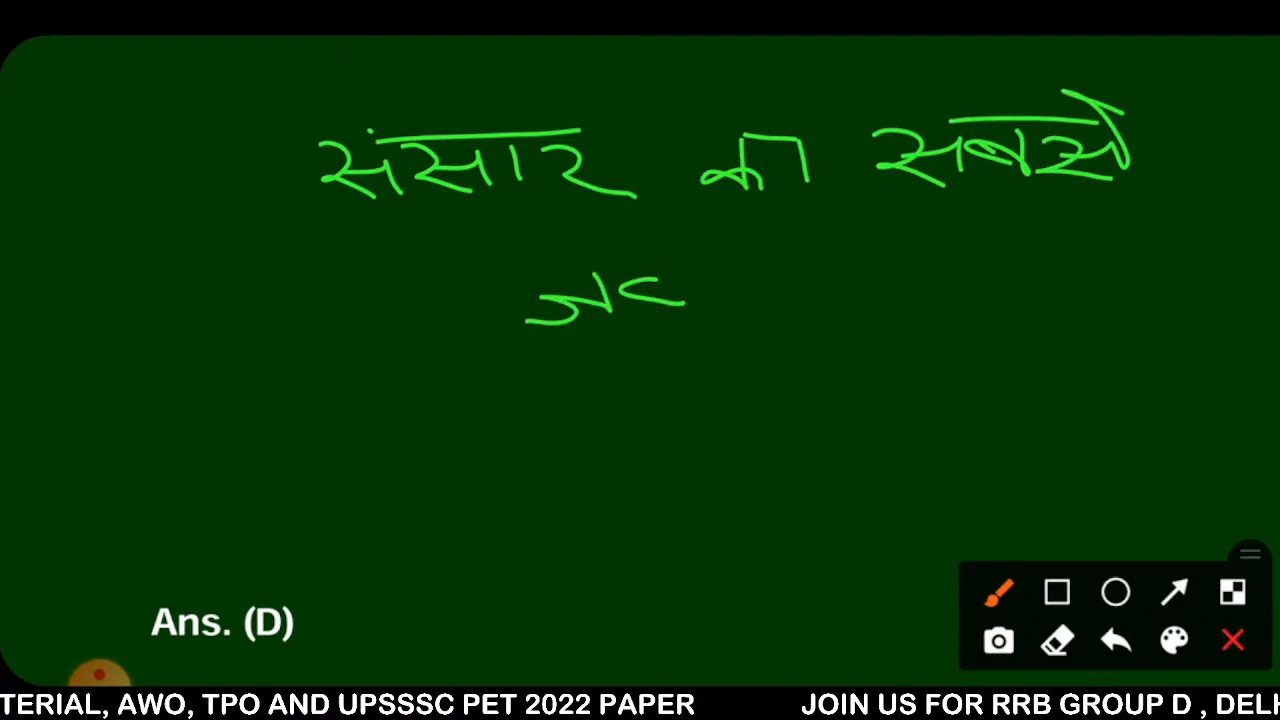 संसार का सबसे
Ans. (D)
TERIAL, AWO, TPO AND UPSSSC PET 2022 PAPER JOIN US FOR RRB GROUP D , DELH